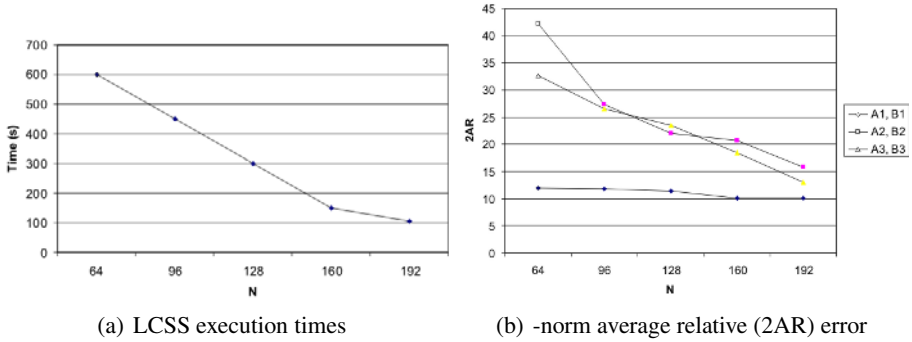 700
600
500
400
300
200
100
0
Time (s)
64 96 128 160 192
N
(a) LCSS execution times
45
40
35
30
25
20
15
10
5
0
2AR
64 96 128 160 192
N
A1, B1
A2, B2
A3, B3
(b) -norm average relative (2AR) error